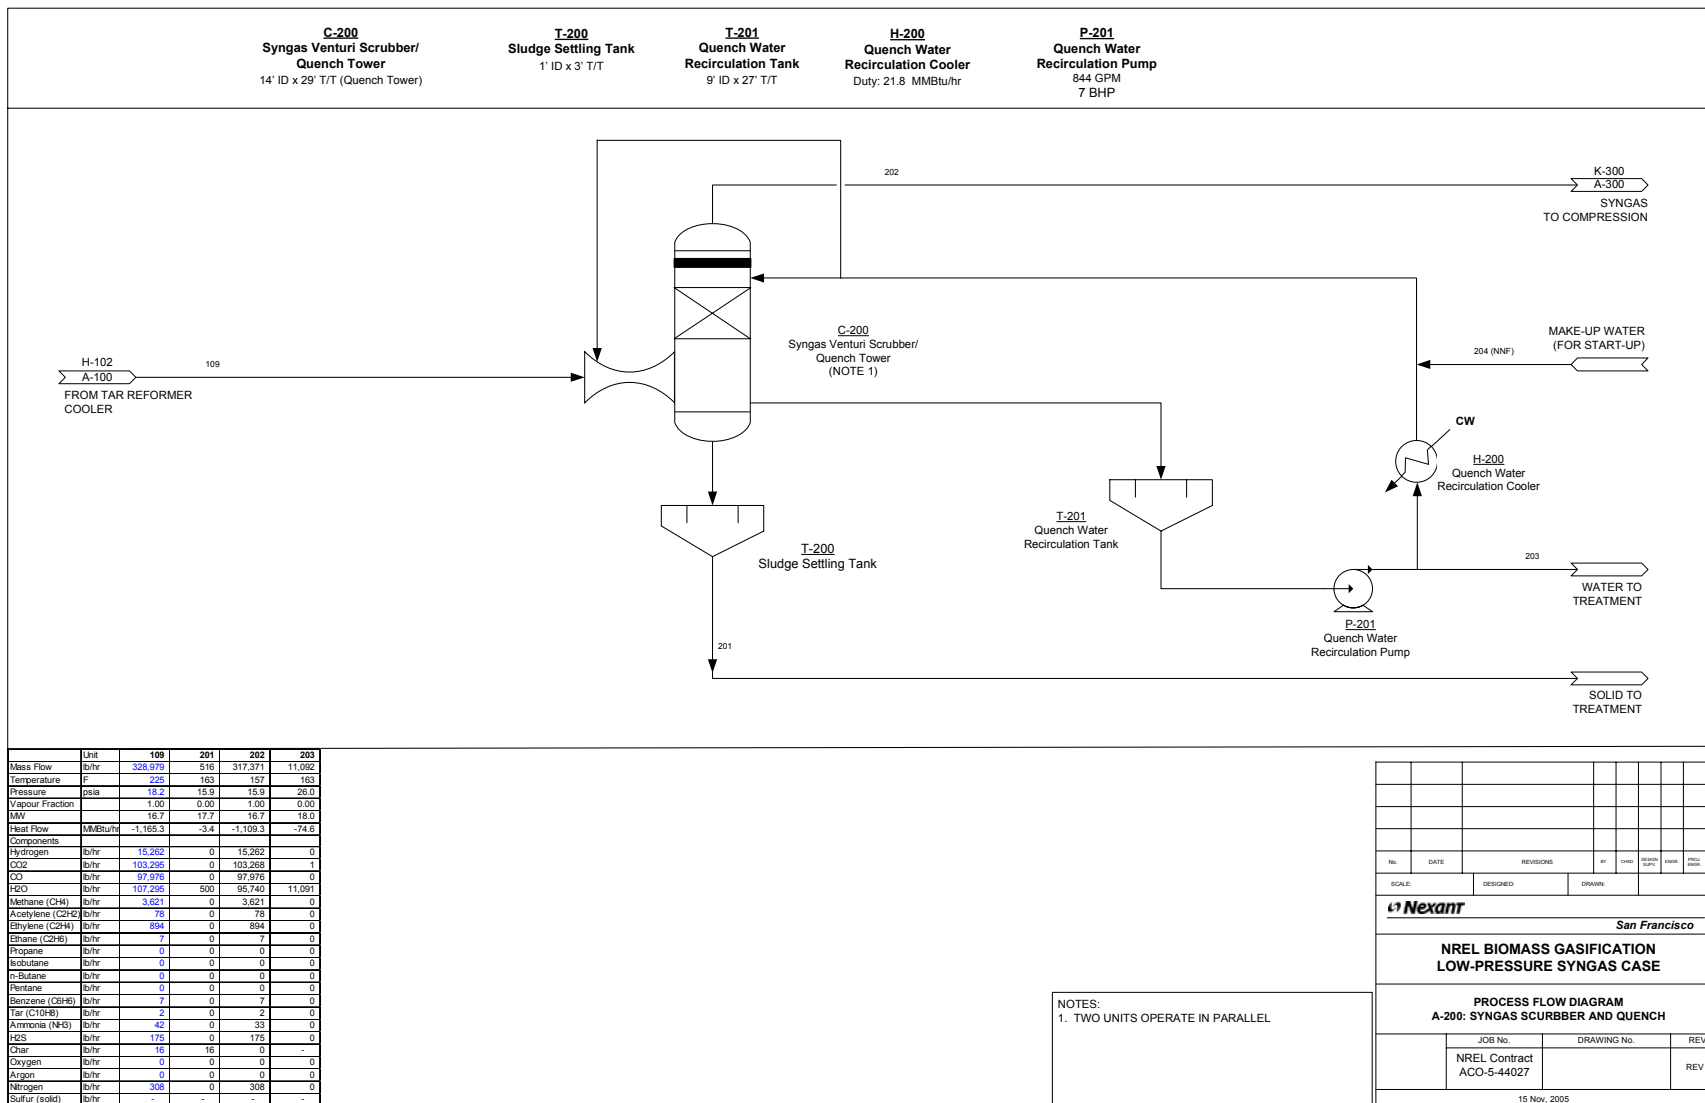 C-200
Syngas Venturi Scrubber/
Quench Tower
14' ID x 29' T/T (Quench Tower)
T-200
Sludge Settling Tank
1' ID x 3' T/T
T-201
Quench Water
Recirculation Tank
9' ID x 27' T/T
H-200
Quench Water
Recirculation Cooler
Duty: 21.8 MMBtu/hr
P-201
Quench Water
Recirculation Pump
844 GPM
7 BHP
202
K-300
A-300
SYNGAS
TO COMPRESSION
H-102
A-100
FROM TAR REFORMER
COOLER
109
C-200
Syngas Venturi Scrubber/
Quench Tower
(NOTE 1)
MAKE-UP WATER
(FOR START-UP)
204 (NNF)
CW
H-200
Quench Water
Recirculation Cooler
T-201
Quench Water
Recirculation Tank
T-200
Sludge Settling Tank
203
WATER TO
TREATMENT
P-201
Quench Water
Recirculation Pump
201
SOLID TO
TREATMENT
Unit 109 201 202 203
Mass Flow lb/hr 328,979 516 317,371 11,092
Temperature F 225 163 157 163
Pressure psia 18.2 15.9 15.9 26.0
Vapour Fraction 1.00 0.00 1.00 0.00
MW 16.7 17.7 16.7 18.0
Heat Flow MMBtu/hr -1,165.3 -3.4 -1,109.3 -74.6
Components
Hydrogen lb/hr 15,262 0 15,262 0
CO2 lb/hr 103,295 0 103,268 1
CO lb/hr 97,976 0 97,976 0
H2O lb/hr 107,295 500 95,740 11,091
Methane (CH4) lb/hr 3,621 0 3,621 0
Acetylene (C2H2) lb/hr 78 0 78 0
Ethylene (C2H4) lb/hr 894 0 894 0
Ethane (C2H6) lb/hr 7 0 7 0
Propane lb/hr 0 0 0 0
Isobutane lb/hr 0 0 0 0
n-Butane lb/hr 0 0 0 0
Pentane lb/hr 0 0 0 0
Benzene (C6H6) lb/hr 7 0 7 0
Tar (C10H8) lb/hr 2 0 2 0
Ammonia (NH3) lb/hr 42 0 33 0
H2S lb/hr 175 0 175 0
Char lb/hr 16 16 0 -
Oxygen lb/hr 0 0 0 0
Argon lb/hr 0 0 0 0
Nitrogen lb/hr 308 0 308 0
Sulfur (solid) lb/hr - - - -
NOTES:
1. TWO UNITS OPERATE IN PARALLEL
No. DATE REVISIONS BY CHKD DESIGN SUPV. ENGR. PROJ. ENGR.
SCALE: DESIGNED: DRAWN:
Nexant
San Francisco
NREL BIOMASS GASIFICATION
LOW-PRESSURE SYNGAS CASE
PROCESS FLOW DIAGRAM
A-200: SYNGAS SCURBBER AND QUENCH
JOB No. DRAWING No. REV
NREL Contract
ACO-5-44027
REV
15 Nov, 2005